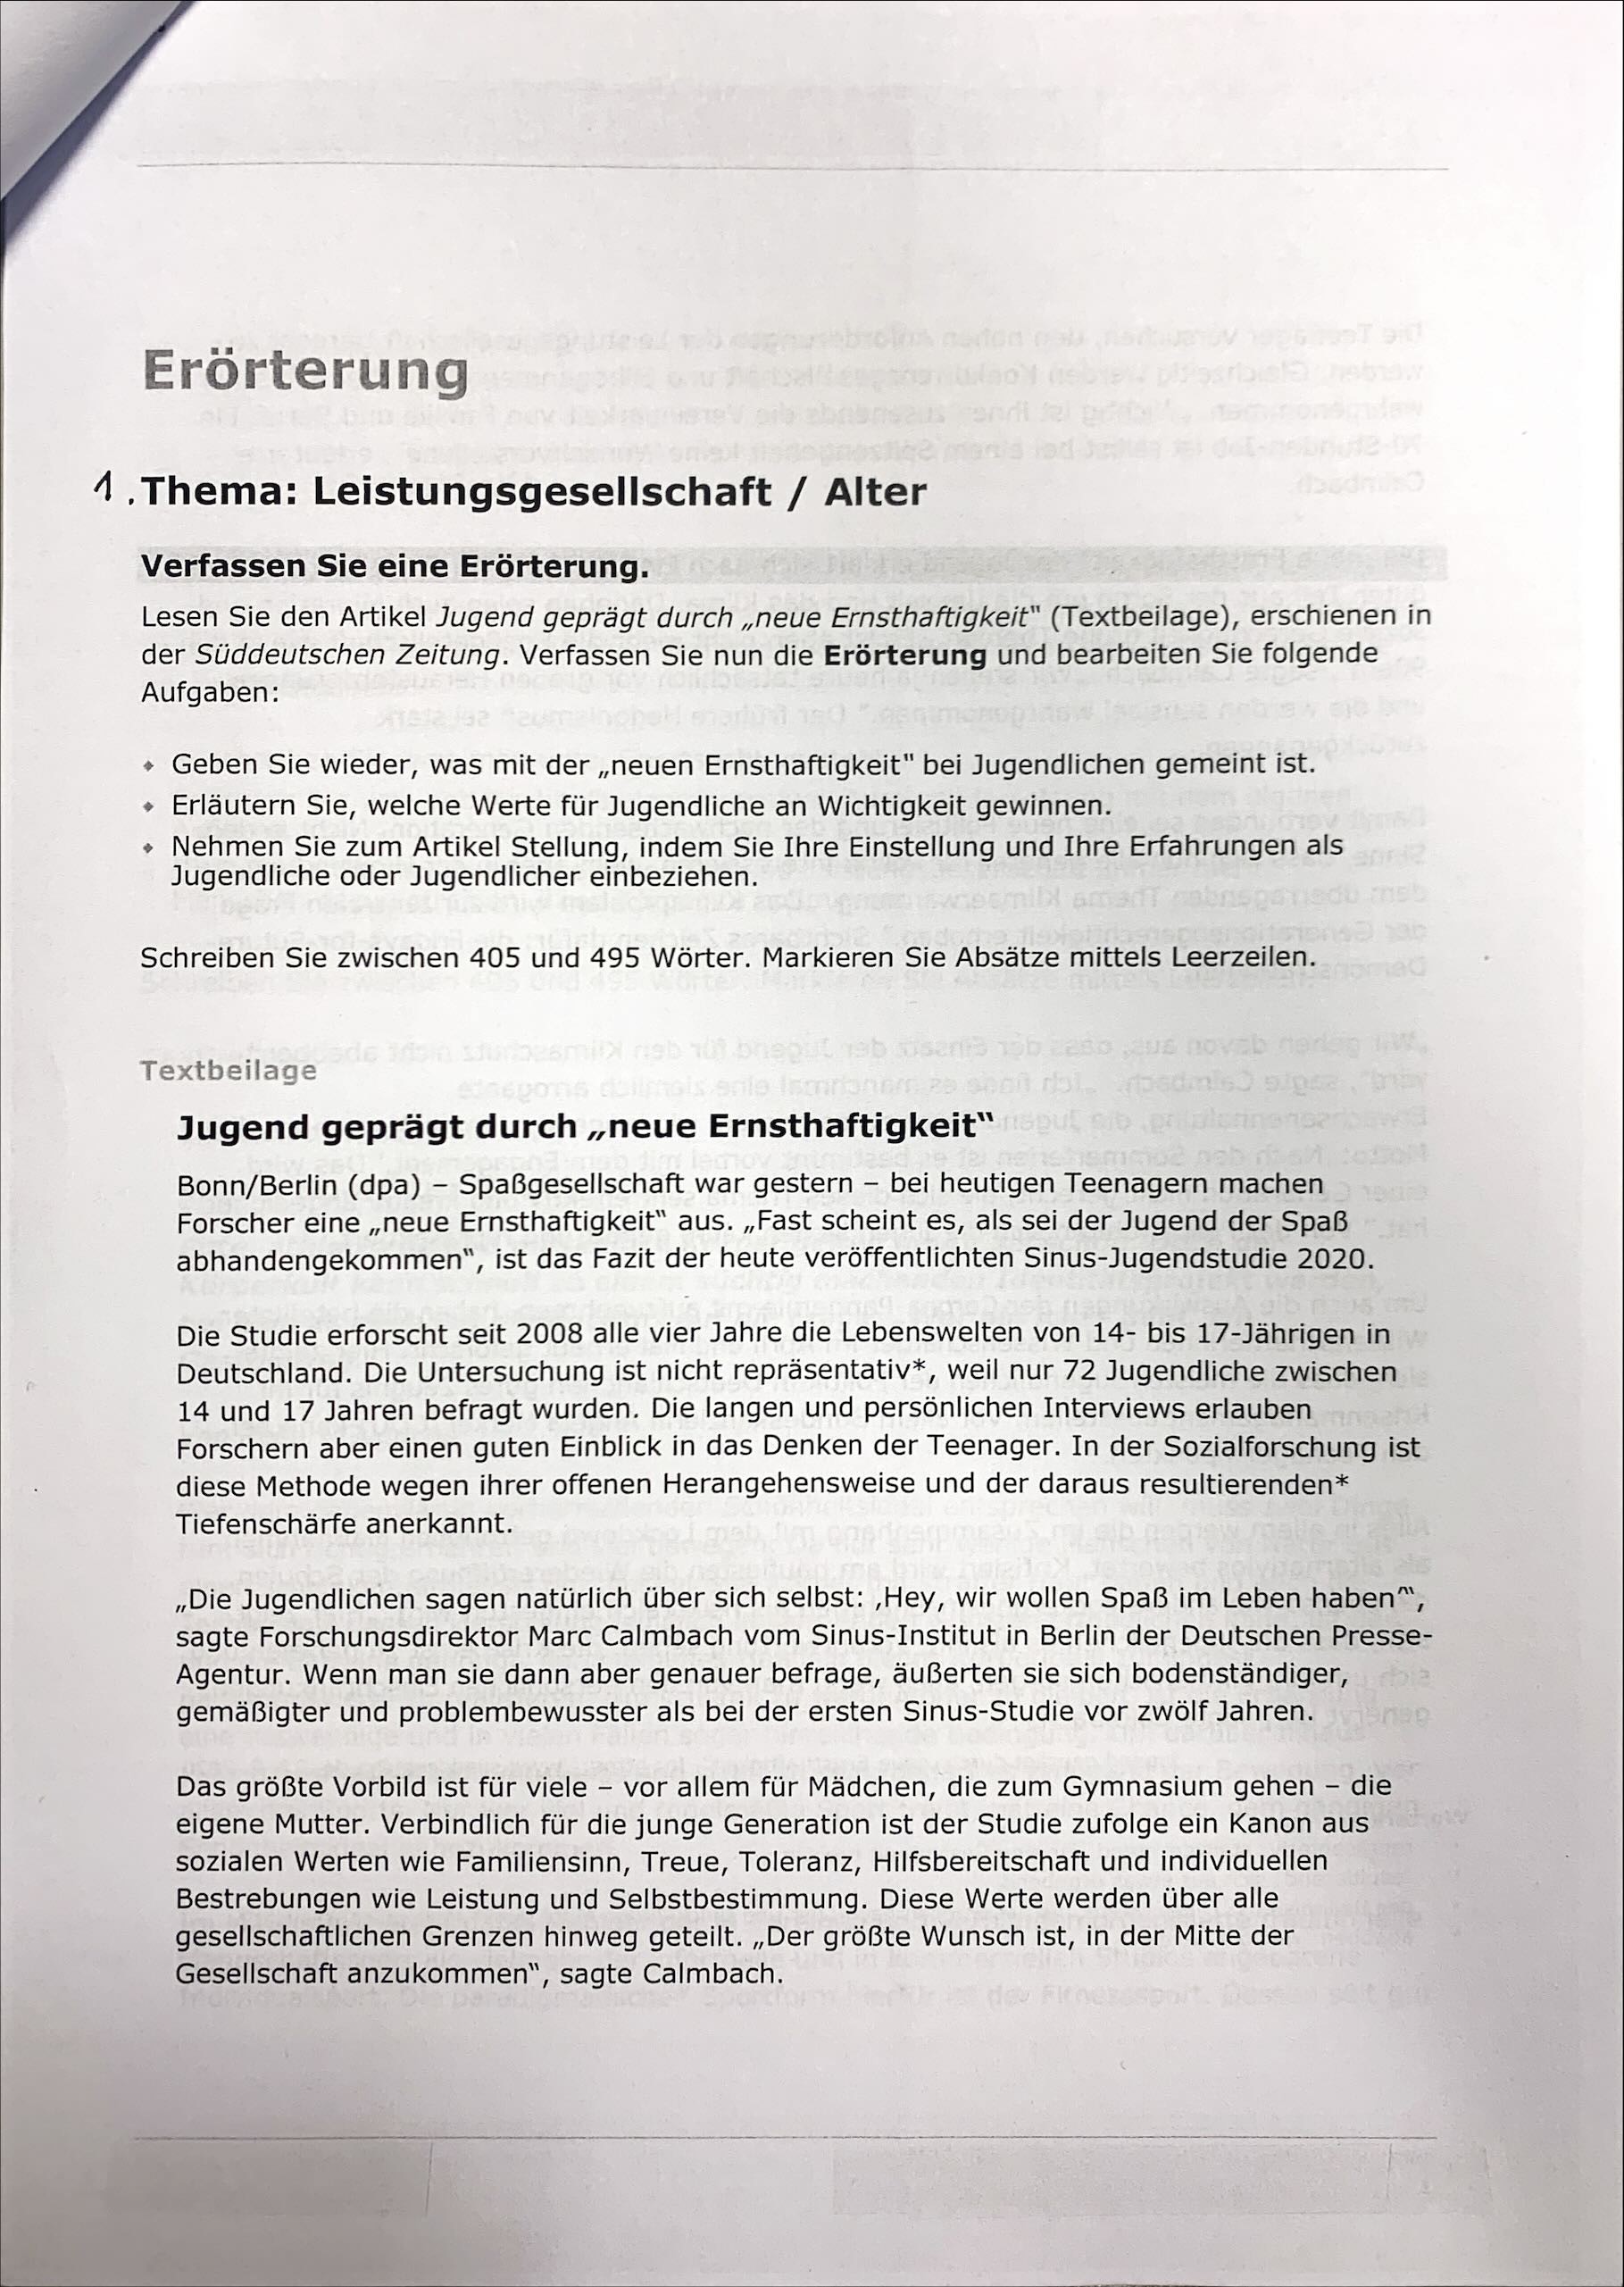 Erörterung
1. Thema: Leistungsgesellschaft / Alter
Verfassen Sie eine Erörterung.
Lesen Sie den Artikel Jugend geprägt durch „neue Ernsthaftigkeit" (Textbeilage), erschienen in
der Süddeutschen Zeitung. Verfassen Sie nun die Erörterung und bearbeiten Sie folgende
Aufgaben:
◆ Geben Sie wieder, was mit der „neuen Ernsthaftigkeit" bei Jugendlichen gemeint ist.
◆ Erläutern Sie, welche Werte für Jugendliche an Wichtigkeit gewinnen.
◆ Nehmen Sie zum Artikel Stellung, indem Sie Ihre Einstellung und Ihre Erfahrungen als
Jugendliche oder Jugendlicher einbeziehen.
Schreiben Sie zwischen 405 und 495 Wörter. Markieren Sie Absätze mittels Leerzeilen.
Textbeilage
Jugend geprägt durch „neue Ernsthaftigkeit“
Bonn/Berlin (dpa) – Spaßgesellschaft war gestern – bei heutigen Teenagern machen
Forscher eine „neue Ernsthaftigkeit“ aus. „Fast scheint es, als sei der Jugend der Spaß
abhandengekommen“, ist das Fazit der heute veröffentlichten Sinus-Jugendstudie 2020.
Die Studie erforscht seit 2008 alle vier Jahre die Lebenswelten von 14- bis 17-Jährigen in
Deutschland. Die Untersuchung ist nicht repräsentativ*, weil nur 72 Jugendliche zwischen
14 und 17 Jahren befragt wurden. Die langen und persönlichen Interviews erlauben
Forschern aber einen guten Einblick in das Denken der Teenager. In der Sozialforschung ist
diese Methode wegen ihrer offenen Herangehensweise und der daraus resultierenden*
Tiefenschärfe anerkannt.
„Die Jugendlichen sagen natürlich über sich selbst: ‚Hey, wir wollen Spaß im Leben haben‘“,
sagte Forschungsdirektor Marc Calmbach vom Sinus-Institut in Berlin der Deutschen Presse-
Agentur. Wenn man sie dann aber genauer befrage, äußerten sie sich bodenständiger,
gemäßigter und problembewusster als bei der ersten Sinus-Studie vor zwölf Jahren.
Das größte Vorbild ist für viele – vor allem für Mädchen, die zum Gymnasium gehen – die
eigene Mutter. Verbindlich für die junge Generation ist der Studie zufolge ein Kanon aus
sozialen Werten wie Familiensinn, Treue, Toleranz, Hilfsbereitschaft und individuellen
Bestrebungen wie Leistung und Selbstbestimmung. Diese Werte werden über alle
gesellschaftlichen Grenzen hinweg geteilt. „Der größte Wunsch ist, in der Mitte der
Gesellschaft anzukommen“, sagte Calmbach.